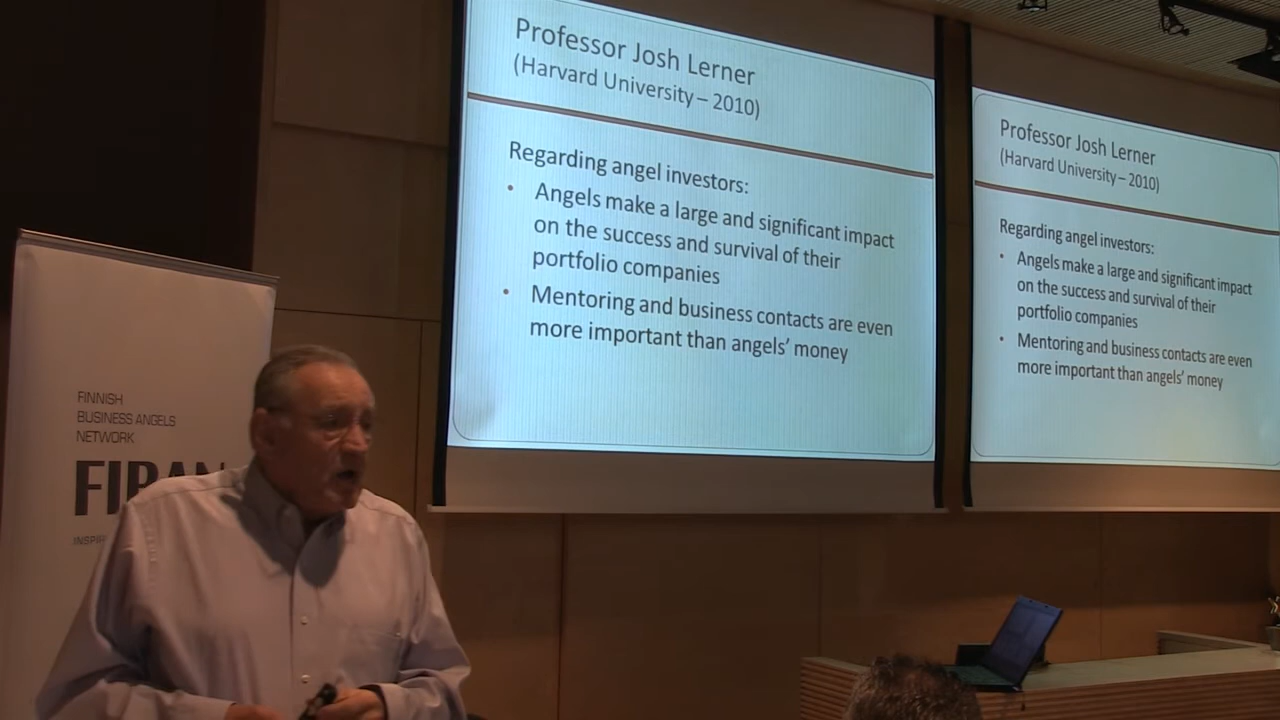 Professor Josh Lerner
(Harvard University – 2010)
Regarding angel investors:
• Angels make a large and significant impact
on the success and survival of their
portfolio companies
• Mentoring and business contacts are even
more important than angels’ money
Professor Josh Lerner
(Harvard University – 2010)
Regarding angel investors:
• Angels make a large and significant impact
on the success and survival of their
portfolio companies
• Mentoring and business contacts are even
more important than angels’ money
FINNISH
BUSINESS ANGELS
NETWORK
FIBAN